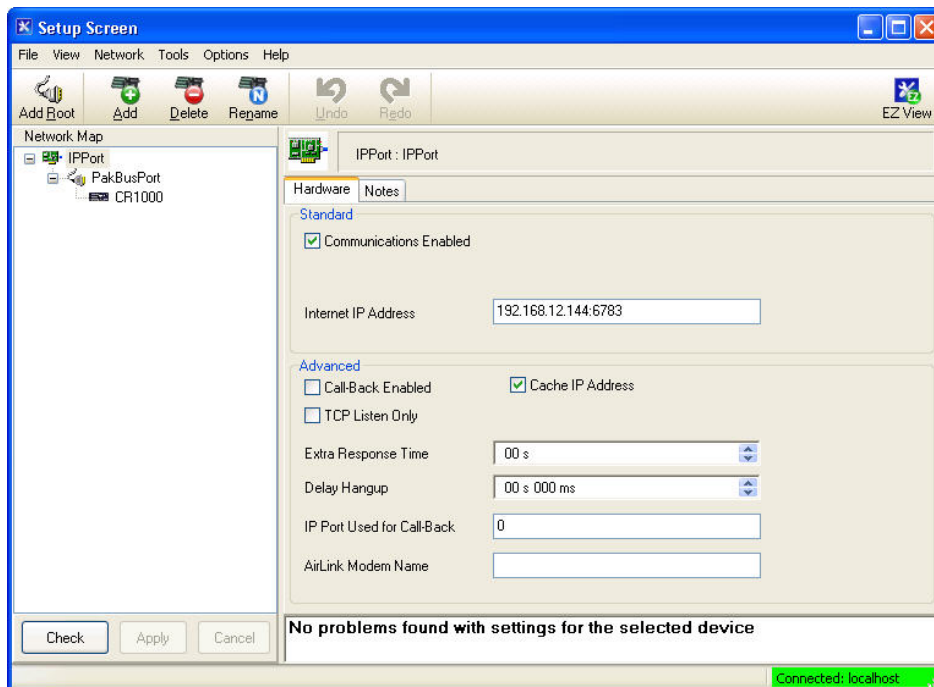 Setup Screen
File View Network Tools Options Help
Add Root Add Delete Rename Undo Redo EZ View
Network Map
IPPort
PakBusPort
CR1000
IPPort : IPPort
Hardware Notes
Standard
Communications Enabled
Internet IP Address 192.168.12.144:6783
Advanced
Call-Back Enabled Cache IP Address
TCP Listen Only
Extra Response Time 00 s
Delay Hangup 00 s 000 ms
IP Port Used for Call-Back 0
AirLink Modem Name
Check Apply Cancel
No problems found with settings for the selected device
Connected: localhost